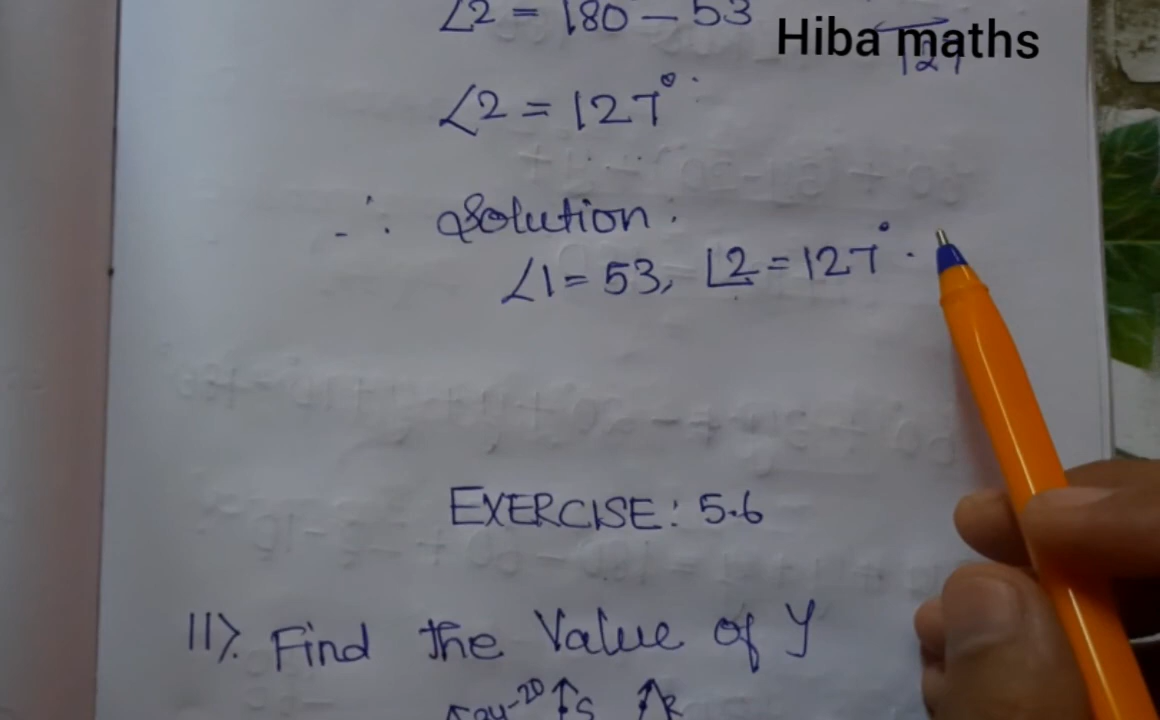 ∠2 = 180 - 53
Hiba maths
127
∠2 = 127°.
∴ Solution:
∠1 = 53, ∠2 = 127°.
EXERCISE: 5.6
11). Find the Value of y